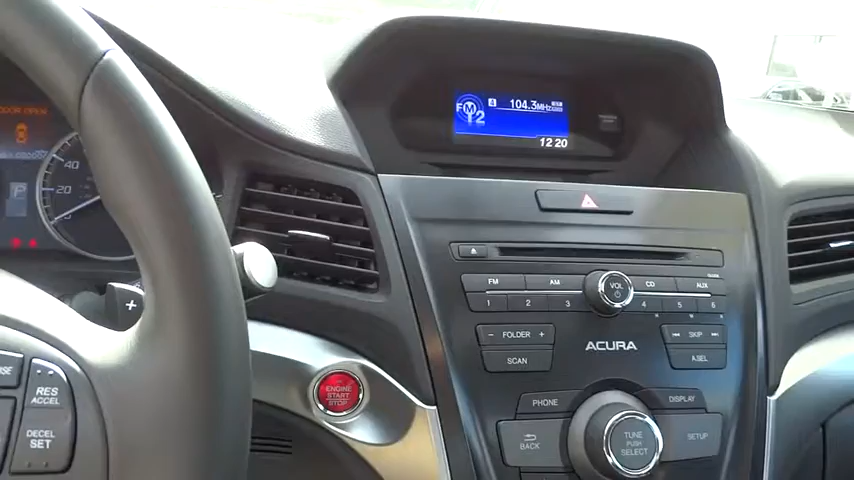 DOOR OPEN
40
20
P
FM
12
4
104.3MHz
12:20
FM
AM
VOL
CD
AUX
1
2
3
4
5
6
− FOLDER +
SKIP
SCAN
ACURA
A.SEL
PHONE
DISPLAY
BACK
TUNE
PUSH
SELECT
SETUP
ENGINE
START
STOP
RES
ACCEL
DECEL
SET